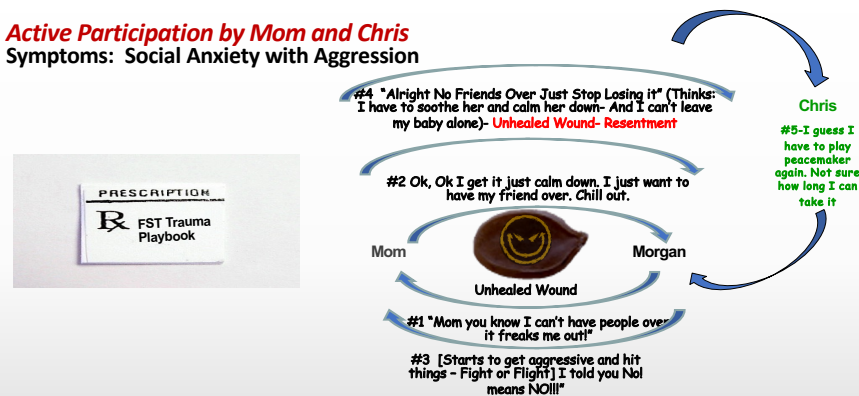 Active Participation by Mom and Chris
Symptoms:  Social Anxiety with Aggression
#4  “Alright No Friends Over Just Stop Losing it” (Thinks:
I have to soothe her and calm her down- And I can’t leave
my baby alone)- Unhealed Wound- Resentment
Chris
#5-I guess I
have to play
peacemaker
again. Not sure
how long I can
take it
PRESCRIPTION
Rx FST Trauma
Playbook
#2 Ok, Ok I get it just calm down. I just want to
have my friend over. Chill out.
Mom
Morgan
Unhealed Wound
#1 “Mom you know I can’t have people over
it freaks me out!”
#3  [Starts to get aggressive and hit
things – Fight or Flight] I told you No!
means NO!!!”